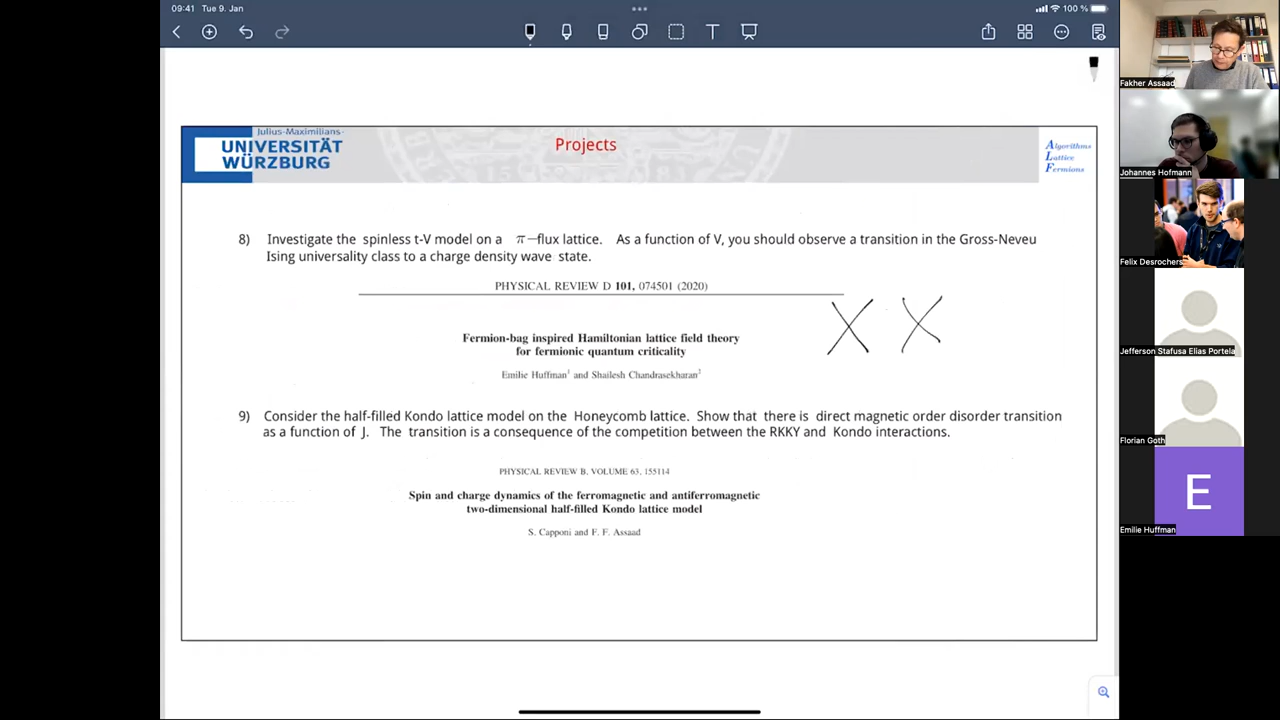 09:41 Tue 9. Jan
100 %
Julius-Maximilians-
UNIVERSITÄT
WÜRZBURG
Projects
Algorithms
Lattice
Fermions
8) Investigate the spinless t-V model on a π−flux lattice. As a function of V, you should observe a transition in the Gross-Neveu
Ising universality class to a charge density wave state.
PHYSICAL REVIEW D 101, 074501 (2020)
X X
Fermion-bag inspired Hamiltonian lattice field theory
for fermionic quantum criticality
Emilie Huffman1 and Shailesh Chandrasekharan2
9) Consider the half-filled Kondo lattice model on the Honeycomb lattice. Show that there is direct magnetic order disorder transition
as a function of J. The transition is a consequence of the competition between the RKKY and Kondo interactions.
PHYSICAL REVIEW B, VOLUME 63, 155114
Spin and charge dynamics of the ferromagnetic and antiferromagnetic
two-dimensional half-filled Kondo lattice model
S. Capponi and F. F. Assaad
Fakher Assaad
Johannes Hofmann
Felix Desrochers
Jefferson Stafusa Elias Portela
Florian Goth
E
Emilie Huffman